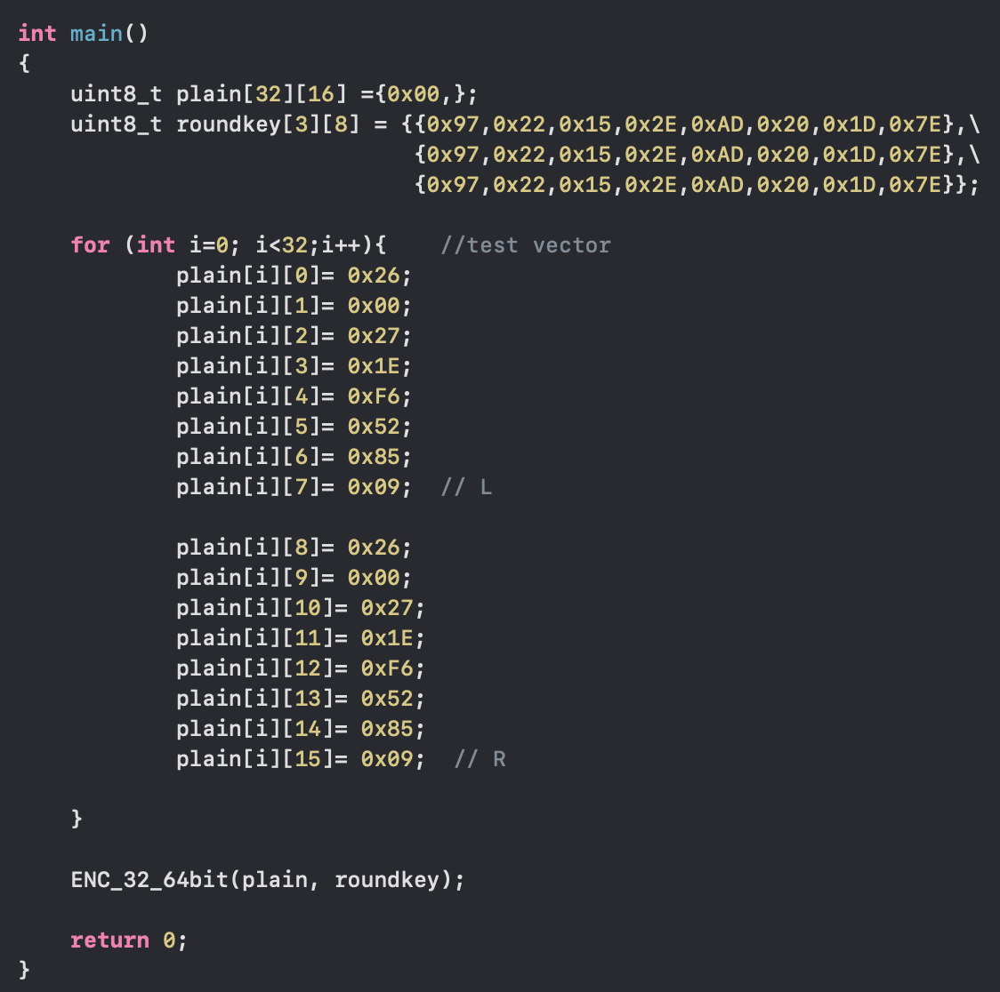 int main()
{
    uint8_t plain[32][16] ={0x00,};
    uint8_t roundkey[3][8] = {{0x97,0x22,0x15,0x2E,0xAD,0x20,0x1D,0x7E},\
                              {0x97,0x22,0x15,0x2E,0xAD,0x20,0x1D,0x7E},\
                              {0x97,0x22,0x15,0x2E,0xAD,0x20,0x1D,0x7E}};

    for (int i=0; i<32;i++){    //test vector
            plain[i][0]= 0x26;
            plain[i][1]= 0x00;
            plain[i][2]= 0x27;
            plain[i][3]= 0x1E;
            plain[i][4]= 0xF6;
            plain[i][5]= 0x52;
            plain[i][6]= 0x85;
            plain[i][7]= 0x09;  // L

            plain[i][8]= 0x26;
            plain[i][9]= 0x00;
            plain[i][10]= 0x27;
            plain[i][11]= 0x1E;
            plain[i][12]= 0xF6;
            plain[i][13]= 0x52;
            plain[i][14]= 0x85;
            plain[i][15]= 0x09;  // R

    }

    ENC_32_64bit(plain, roundkey);

    return 0;
}